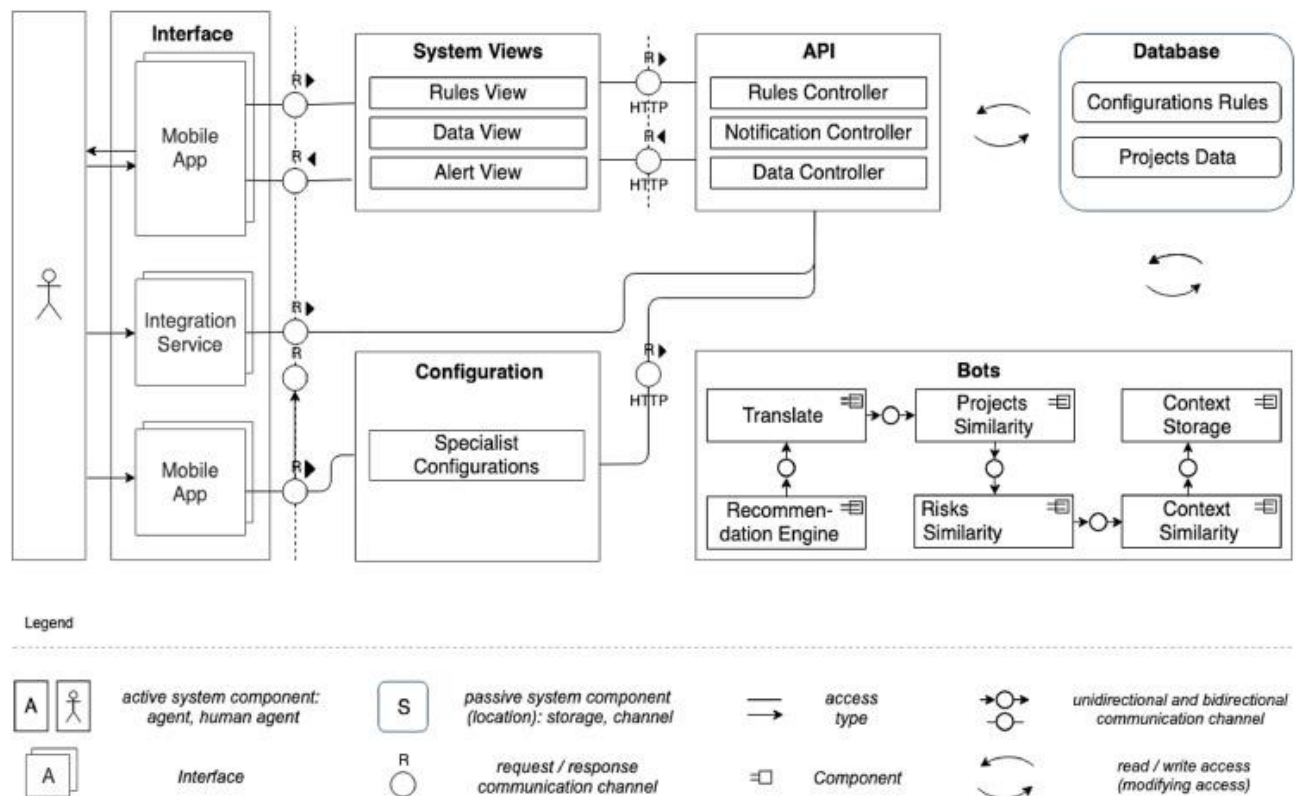 Interface
Mobile
App
R
R
System Views
Rules View
Data View
Alert View
R
HTTP
R
HTTP
API
Rules Controller
Notification Controller
Data Controller
Database
Configurations Rules
Projects Data
Integration
Service
R
R
Mobile
App
R
Configuration
Specialist
Configurations
R
HTTP
Bots
Translate
Projects
Similarity
Context
Storage
Recommen-
dation Engine
Risks
Similarity
Context
Similarity
Legend
A
active system component:
agent, human agent
S
passive system component
(location): storage, channel
access
type
unidirectional and bidirectional
communication channel
A
Interface
R
request / response
communication channel
Component
read / write access
(modifying access)